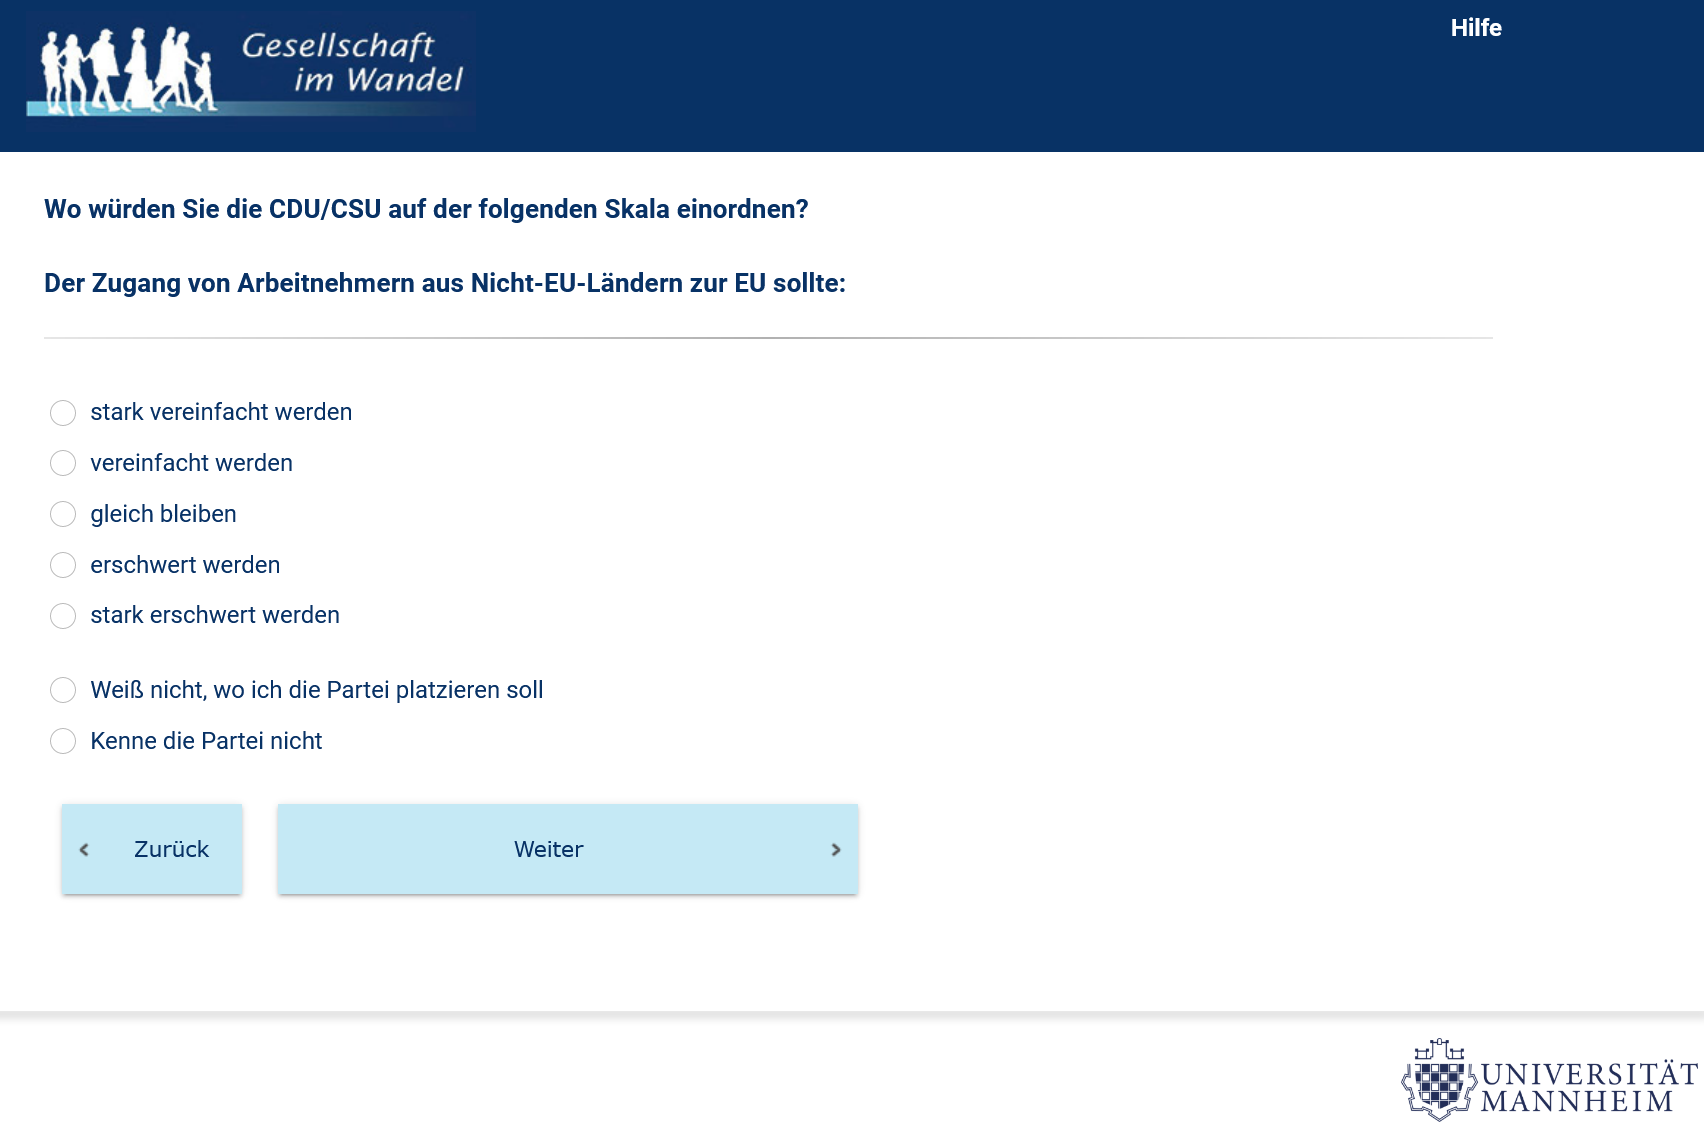 Gesellschaft
im Wandel
Hilfe
Wo würden Sie die CDU/CSU auf der folgenden Skala einordnen?
Der Zugang von Arbeitnehmern aus Nicht-EU-Ländern zur EU sollte:
stark vereinfacht werden
vereinfacht werden
gleich bleiben
erschwert werden
stark erschwert werden
Weiß nicht, wo ich die Partei platzieren soll
Kenne die Partei nicht
Zurück
Weiter
UNIVERSITÄT
MANNHEIM